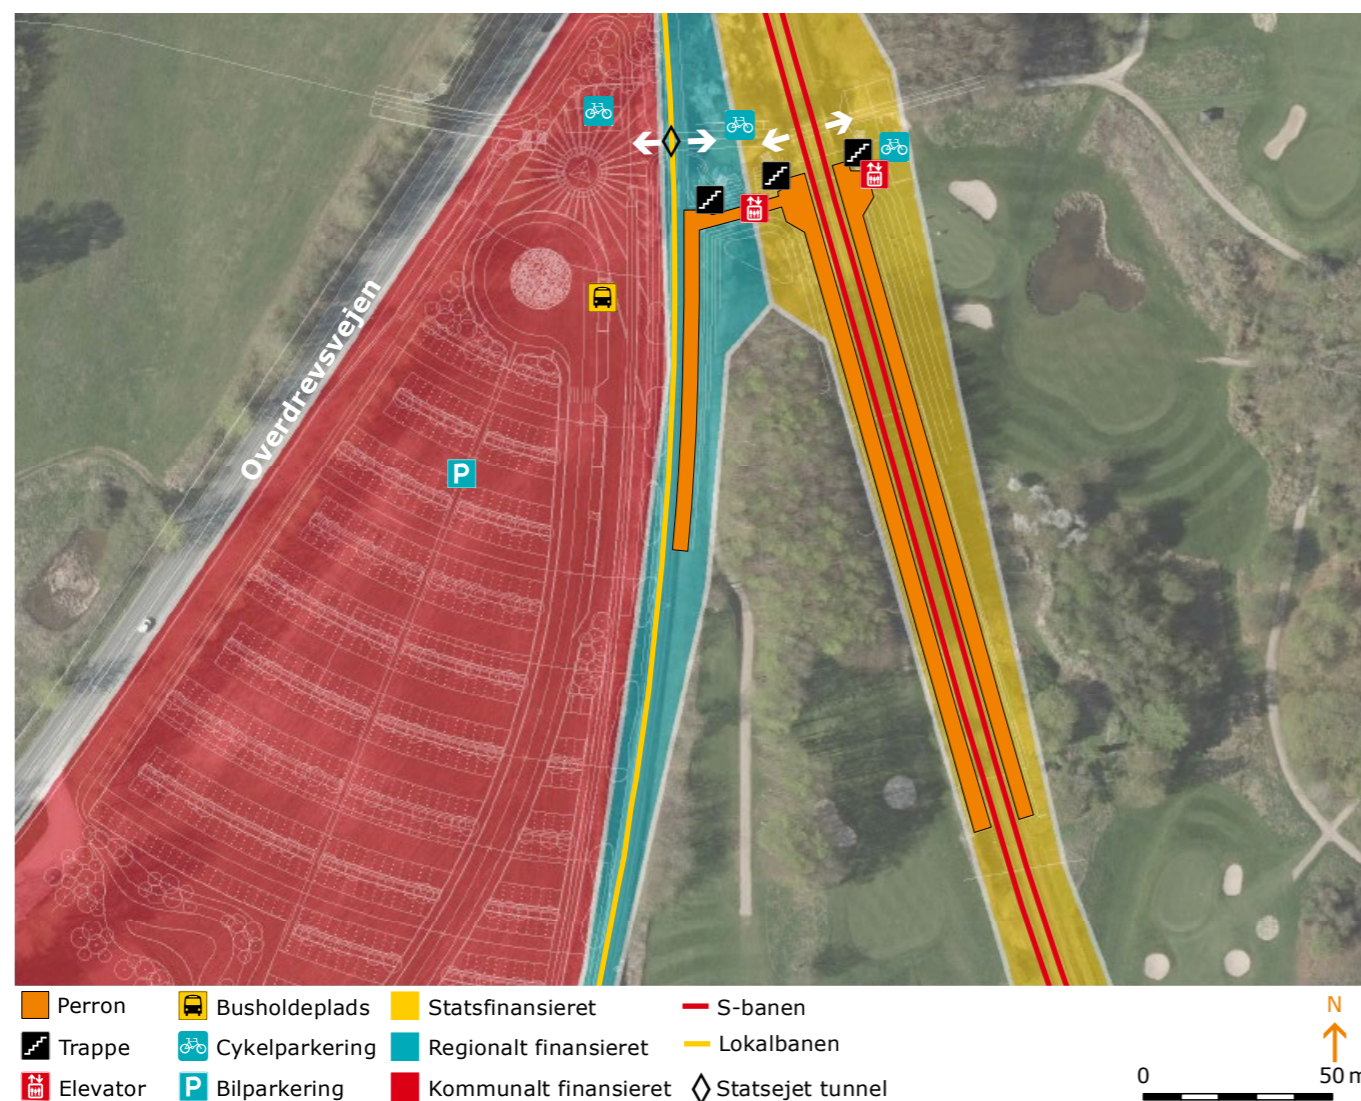 Overdrevsvejen
P
Perron
Busholdeplads
Statsfinansieret
S-banen
N
Trappe
Cykelparkering
Regionalt finansieret
Lokalbanen
Elevator
P Bilparkering
Kommunalt finansieret
Statsejet tunnel
0 50 m